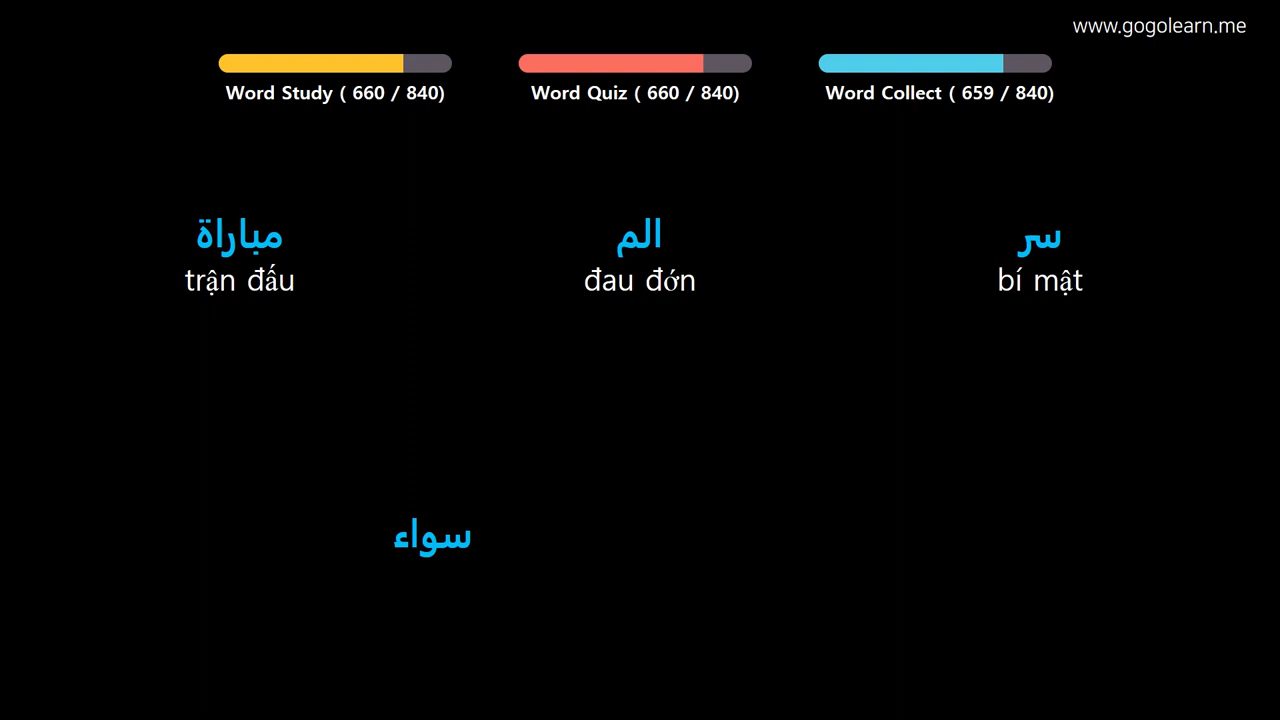 www.gogolearn.me
Word Study ( 660 / 840)
Word Quiz ( 660 / 840)
Word Collect ( 659 / 840)
مباراة
trận đấu
الم
đau đớn
سر
bí mật
سواء